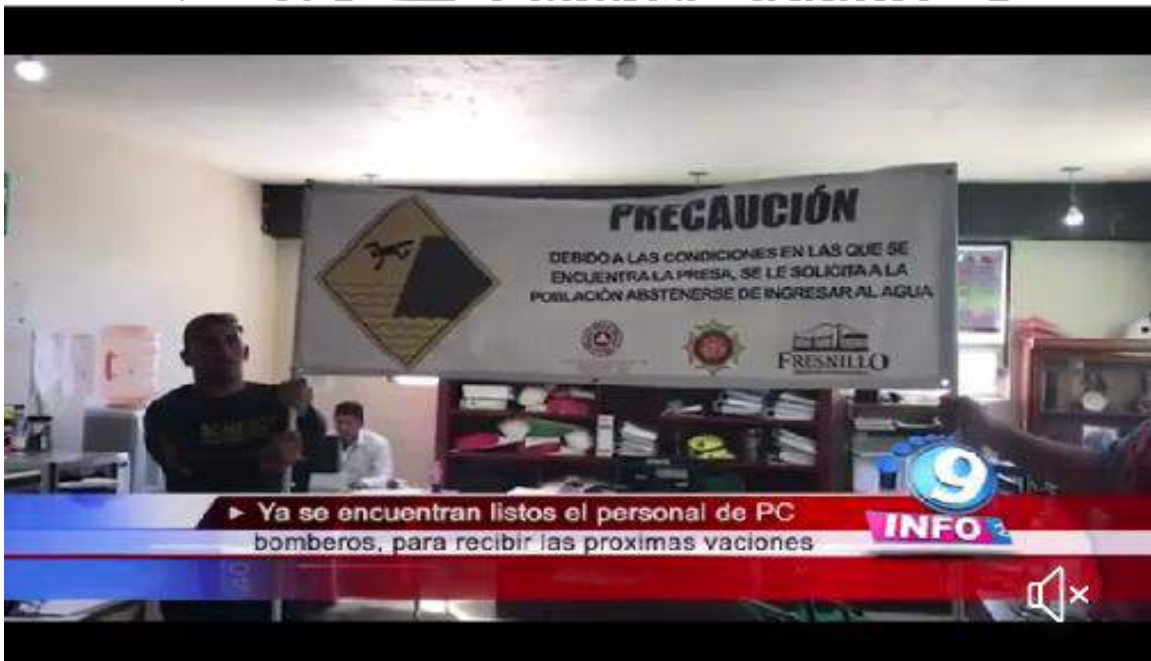 PRECAUCIÓN
DEBIDO A LAS CONDICIONES EN LAS QUE SE
ENCUENTRA LA PRESA, SE LE SOLICITA A LA
POBLACIÓN ABSTENERSE DE INGRESAR AL AGUA
FRESNILLO
9
INFO
► Ya se encuentran listos el personal de PC
bomberos, para recibir las proximas vaciones